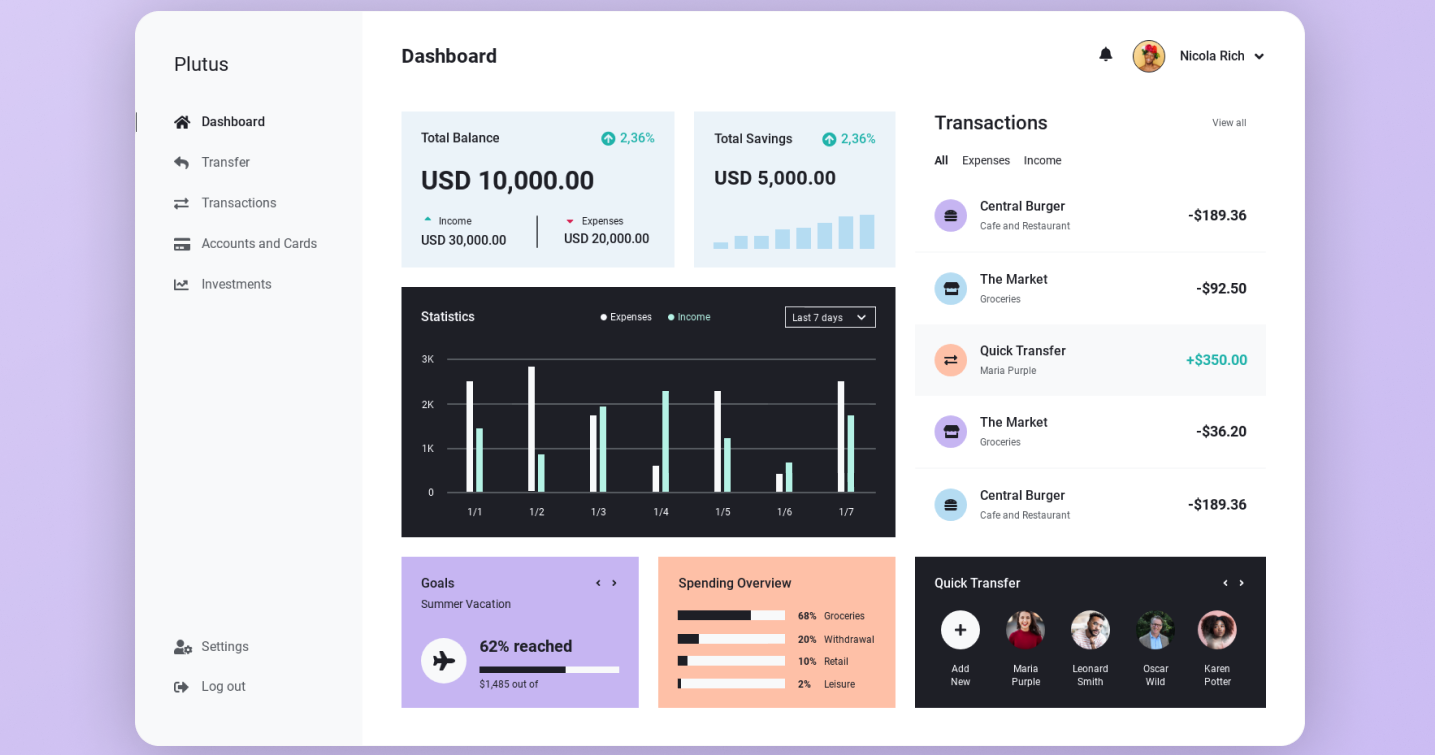 Plutus
Dashboard
Transfer
Transactions
Accounts and Cards
Investments
Settings
Log out
Dashboard
Nicola Rich
Total Balance
2,36%
USD 10,000.00
Income
USD 30,000.00
Expenses
USD 20,000.00
Total Savings
2,36%
USD 5,000.00
Statistics
Expenses
Income
Last 7 days
3K
2K
1K
0
1/1
1/2
1/3
1/4
1/5
1/6
1/7
Transactions
View all
All
Expenses
Income
Central Burger
Cafe and Restaurant
-$189.36
The Market
Groceries
-$92.50
Quick Transfer
Maria Purple
+$350.00
The Market
Groceries
-$36.20
Central Burger
Cafe and Restaurant
-$189.36
Goals
Summer Vacation
62% reached
$1,485 out of
Spending Overview
68% Groceries
20% Withdrawal
10% Retail
2% Leisure
Quick Transfer
Add
New
Maria
Purple
Leonard
Smith
Oscar
Wild
Karen
Potter